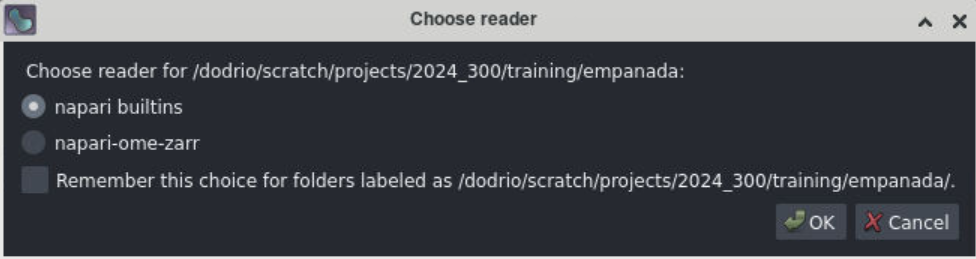 Choose reader
Choose reader for /dodrio/scratch/projects/2024_300/training/empanada:
napari builtins
napari-ome-zarr
Remember this choice for folders labeled as /dodrio/scratch/projects/2024_300/training/empanada/.
OK Cancel